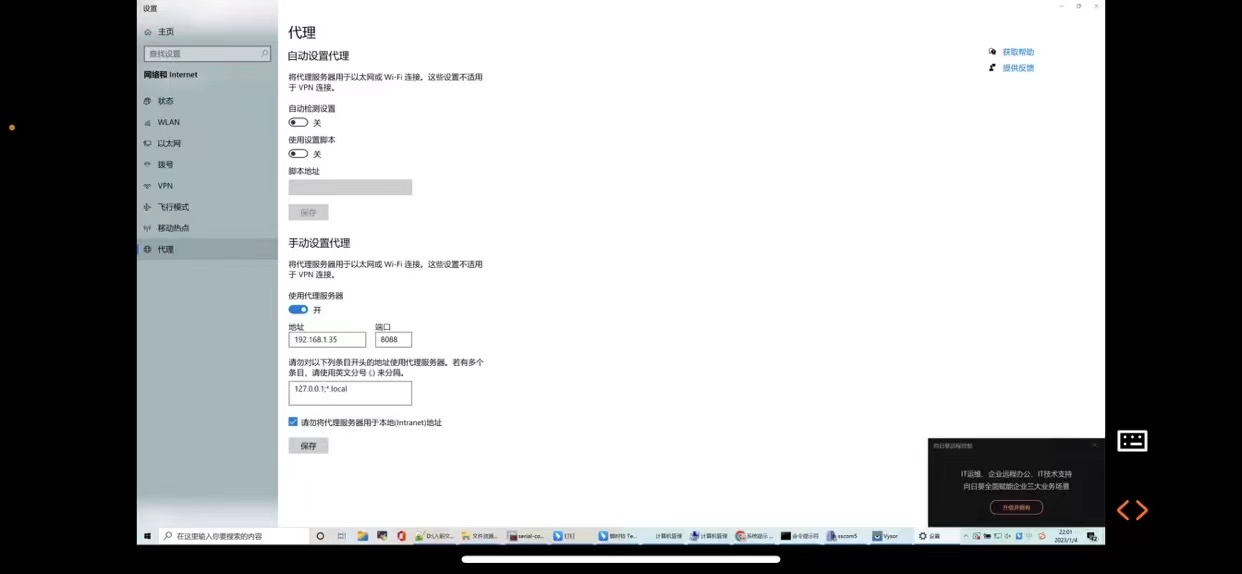 设置
主页
查找设置
网络和 Internet
状态
WLAN
以太网
拨号
VPN
飞行模式
移动热点
代理
代理
自动设置代理
将代理服务器用于以太网或 Wi-Fi 连接。这些设置不适用
于 VPN 连接。
自动检测设置
关
使用设置脚本
关
脚本地址
保存
手动设置代理
将代理服务器用于以太网或 Wi-Fi 连接。这些设置不适用
于 VPN 连接。
使用代理服务器
开
地址 端口
192.168.1.35 8088
请勿对以下列条目开头的地址使用代理服务器。若有多个
条目，请使用英文分号 (;) 来分隔。
127.0.0.1;*.local
请勿将代理服务器用于本地(Intranet)地址
保存
获取帮助
提供反馈
向日葵远程控制
IT运维、企业远程办公、IT技术支持
向日葵全面赋能企业三大业务场景
在这里输入你要搜索的内容
文件资源...
serial-co...
钉钉
计算机管理
计算机管理
系统提示...
命令提示符
sscom5
Vysor
设置
22:01
2023/1/4